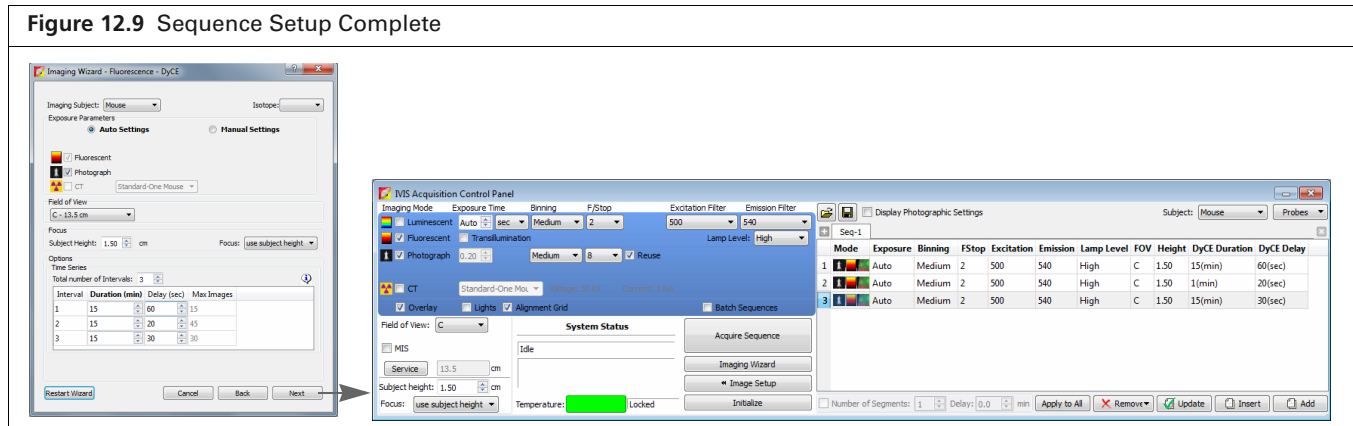 Figure 12.9 Sequence Setup Complete
Imaging Wizard - Fluorescence - DyCE
Imaging Subject: Mouse Isotope:
Exposure Parameters
Auto Settings Manual Settings
Fluorescent
Photograph
CT Standard-One Mouse
Field of View
C - 13.5 cm
Focus
Subject Height: 1.50 cm Focus: use subject height
Options
Time Series
Total number of Intervals: 3
Interval Duration (min) Delay (sec) Max Images
1 15 60 15
2 15 20 45
3 15 30 30
Restart Wizard Cancel Back Next
IVIS Acquisition Control Panel
Imaging Mode Exposure Time Binning F/Stop Excitation Filter Emission Filter
Luminescent Auto sec Medium 2 500 540
Fluorescent Transillumination Lamp Level: High
Photograph 0.20 Medium 8 Reuse
CT Standard-One Mou
Overlay Lights Alignment Grid Batch Sequences
Field of View: C
MIS
Service 13.5 cm
Subject height: 1.50 cm
Focus: use subject height
System Status
Idle
Temperature: Locked
Acquire Sequence
Imaging Wizard
Image Setup
Initialize
Display Photographic Settings Subject: Mouse Probes
Seq-1
Mode Exposure Binning FStop Excitation Emission Lamp Level FOV Height DyCE Duration DyCE Delay
1 Auto Medium 2 500 540 High C 1.50 15(min) 60(sec)
2 Auto Medium 2 500 540 High C 1.50 1(min) 20(sec)
3 Auto Medium 2 500 540 High C 1.50 15(min) 30(sec)
Number of Segments: 1 Delay: 0.0 min Apply to All Remove Update Insert Add